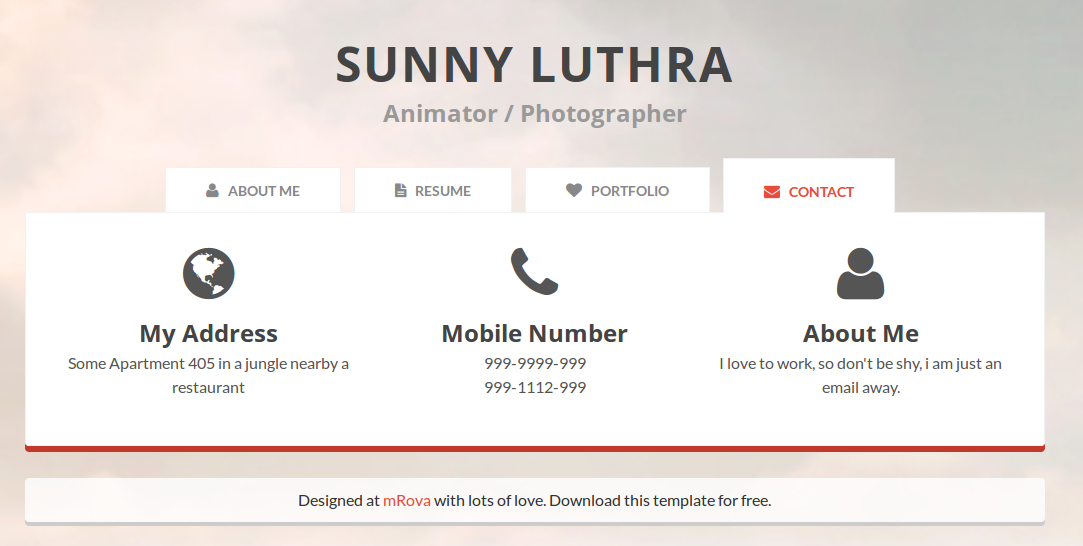 SUNNY LUTHRA
Animator / Photographer
ABOUT ME
RESUME
PORTFOLIO
CONTACT
My Address
Some Apartment 405 in a jungle nearby a
restaurant
Mobile Number
999-9999-999
999-1112-999
About Me
I love to work, so don't be shy, i am just an
email away.
Designed at mRova with lots of love. Download this template for free.